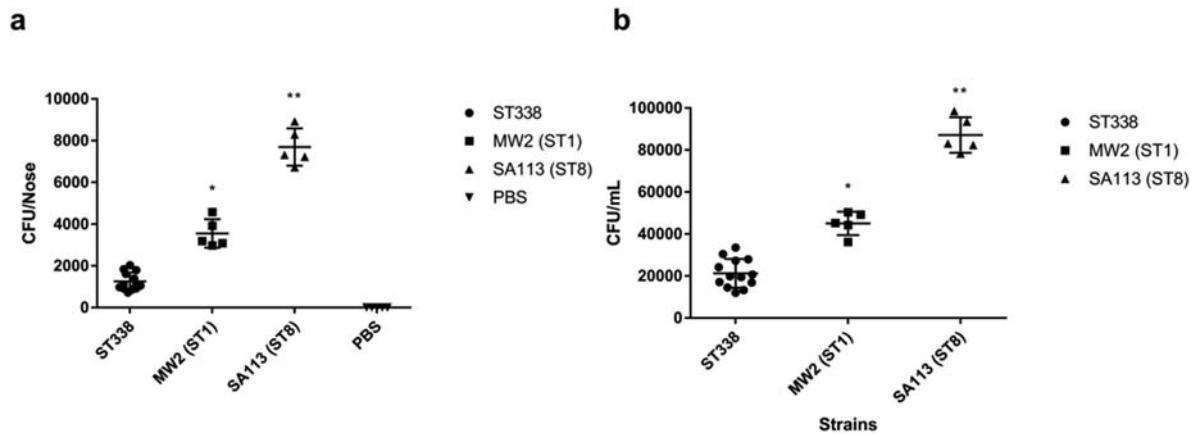 a
CFU/Nose
10000
8000
6000
4000
2000
0
*
**
ST338
MW2 (ST1)
SA113 (ST8)
PBS
ST338
MW2 (ST1)
SA113 (ST8)
PBS
b
CFU/mL
100000
80000
60000
40000
20000
0
*
**
ST338
MW2 (ST1)
SA113 (ST8)
Strains
ST338
MW2 (ST1)
SA113 (ST8)